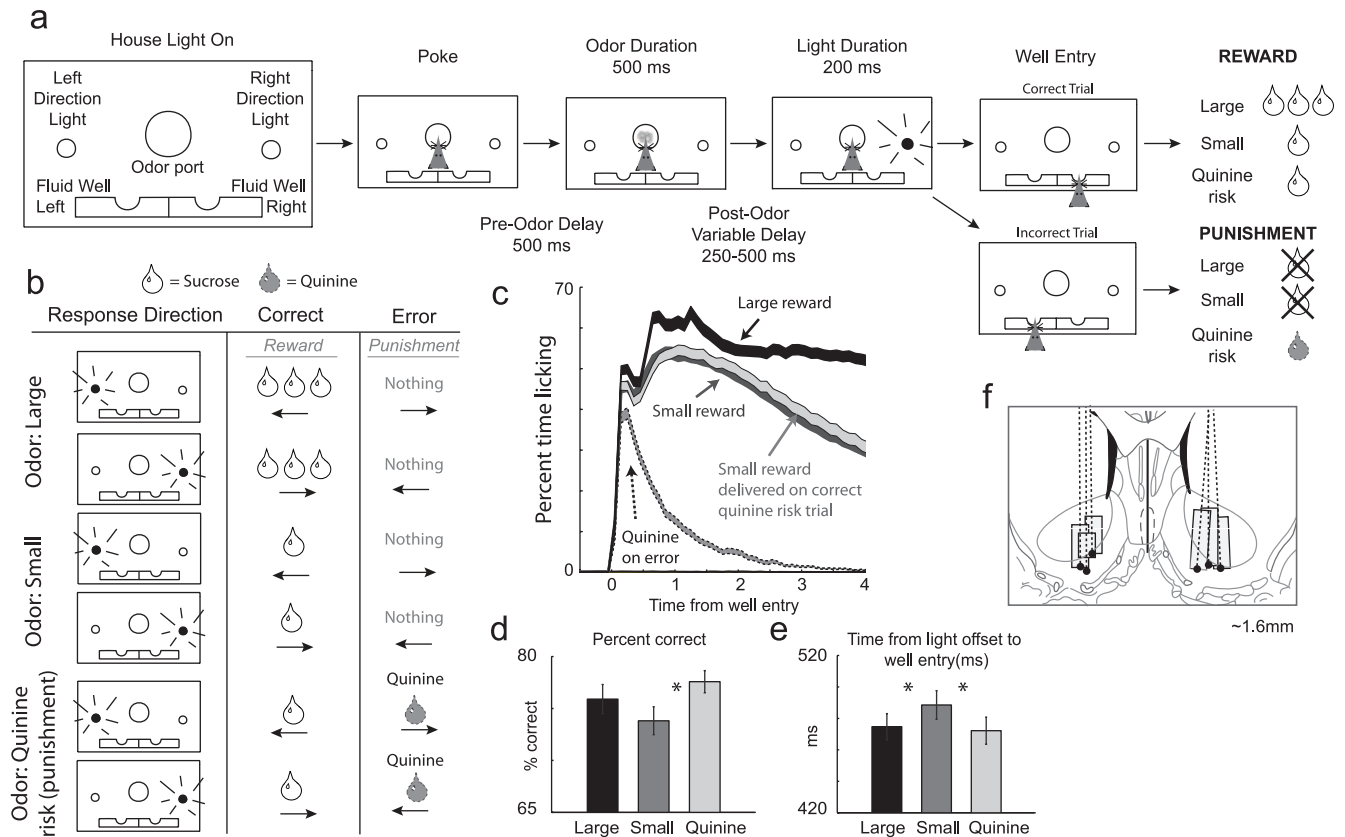 a
House Light On
Left
Direction
Light
Right
Direction
Light
Odor port
Fluid Well
Left
Fluid Well
Right
Poke
Pre-Odor Delay
500 ms
Odor Duration
500 ms
Post-Odor
Variable Delay
250-500 ms
Light Duration
200 ms
Well Entry
Correct Trial
Incorrect Trial
REWARD
Large
Small
Quinine
risk
PUNISHMENT
Large
Small
Quinine
risk
b
= Sucrose
= Quinine
Response Direction
Correct
Error
Reward
Punishment
Odor: Large
Nothing
Nothing
Odor: Small
Nothing
Nothing
Odor: Quinine
risk (punishment)
Quinine
Quinine
c
70
0
Percent time licking
Large reward
Small reward
Small reward
delivered on correct
quinine risk trial
Quinine
on error
0
1
2
3
4
Time from well entry
d
Percent correct
80
65
% correct
*
Large
Small
Quinine
e
Time from light offset to
well entry(ms)
520
420
ms
*
*
Large
Small
Quinine
f
~1.6mm